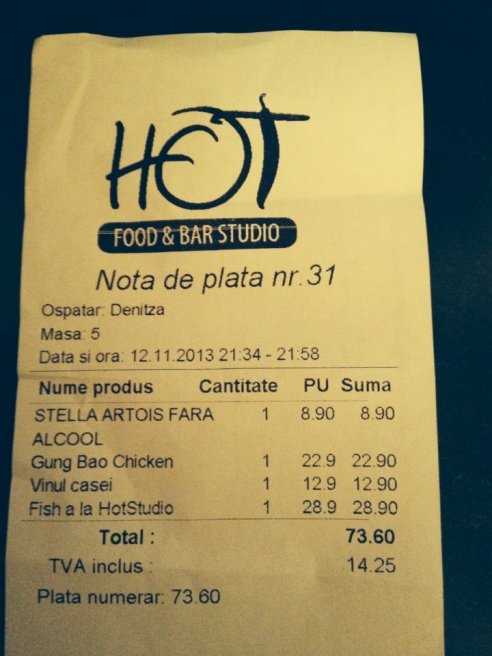 HOT
FOOD & BAR STUDIO
Nota de plata nr.31
Ospatar: Denitza
Masa: 5
Data si ora: 12.11.2013 21:34 - 21:58
Nume produs Cantitate PU Suma
STELLA ARTOIS FARA 1 8.90 8.90
ALCOOL
Gung Bao Chicken 1 22.9 22.90
Vinul casei 1 12.9 12.90
Fish a la HotStudio 1 28.9 28.90
Total : 73.60
TVA inclus : 14.25
Plata numerar: 73.60